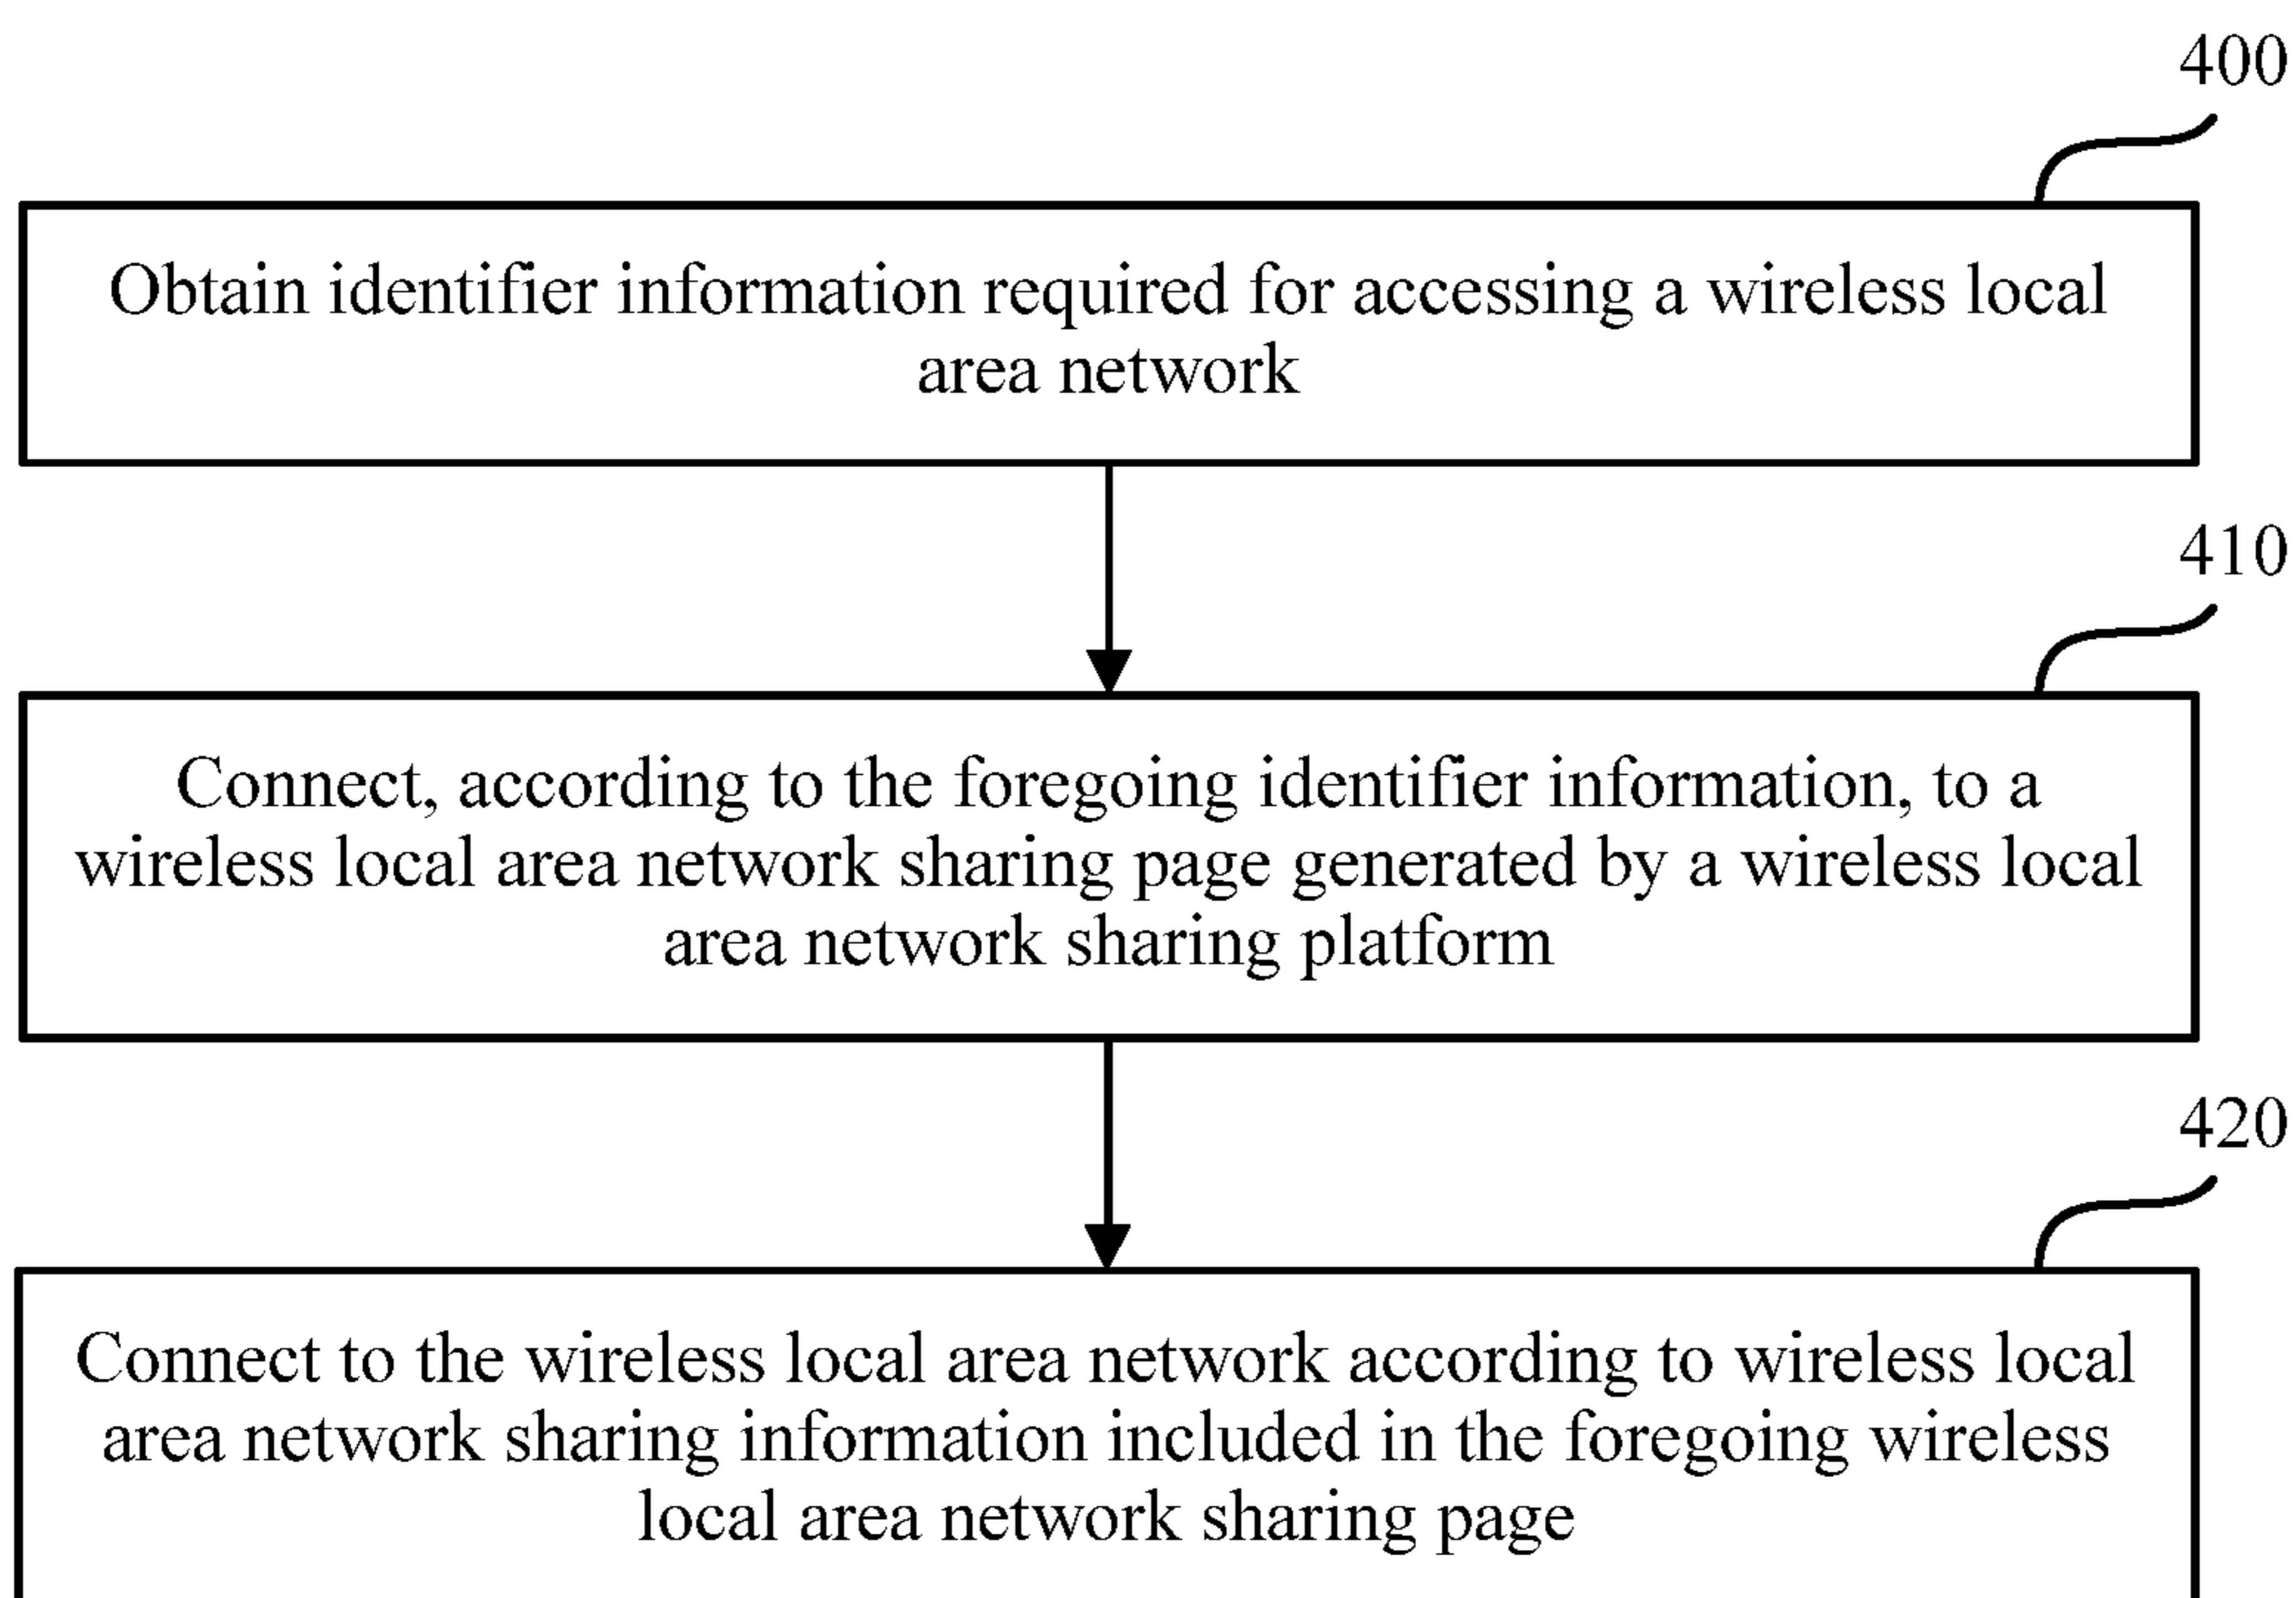 400
Obtain identifier information required for accessing a wireless local
area network
410
Connect, according to the foregoing identifier information, to a
wireless local area network sharing page generated by a wireless local
area network sharing platform
420
Connect to the wireless local area network according to wireless local
area network sharing information included in the foregoing wireless
local area network sharing page